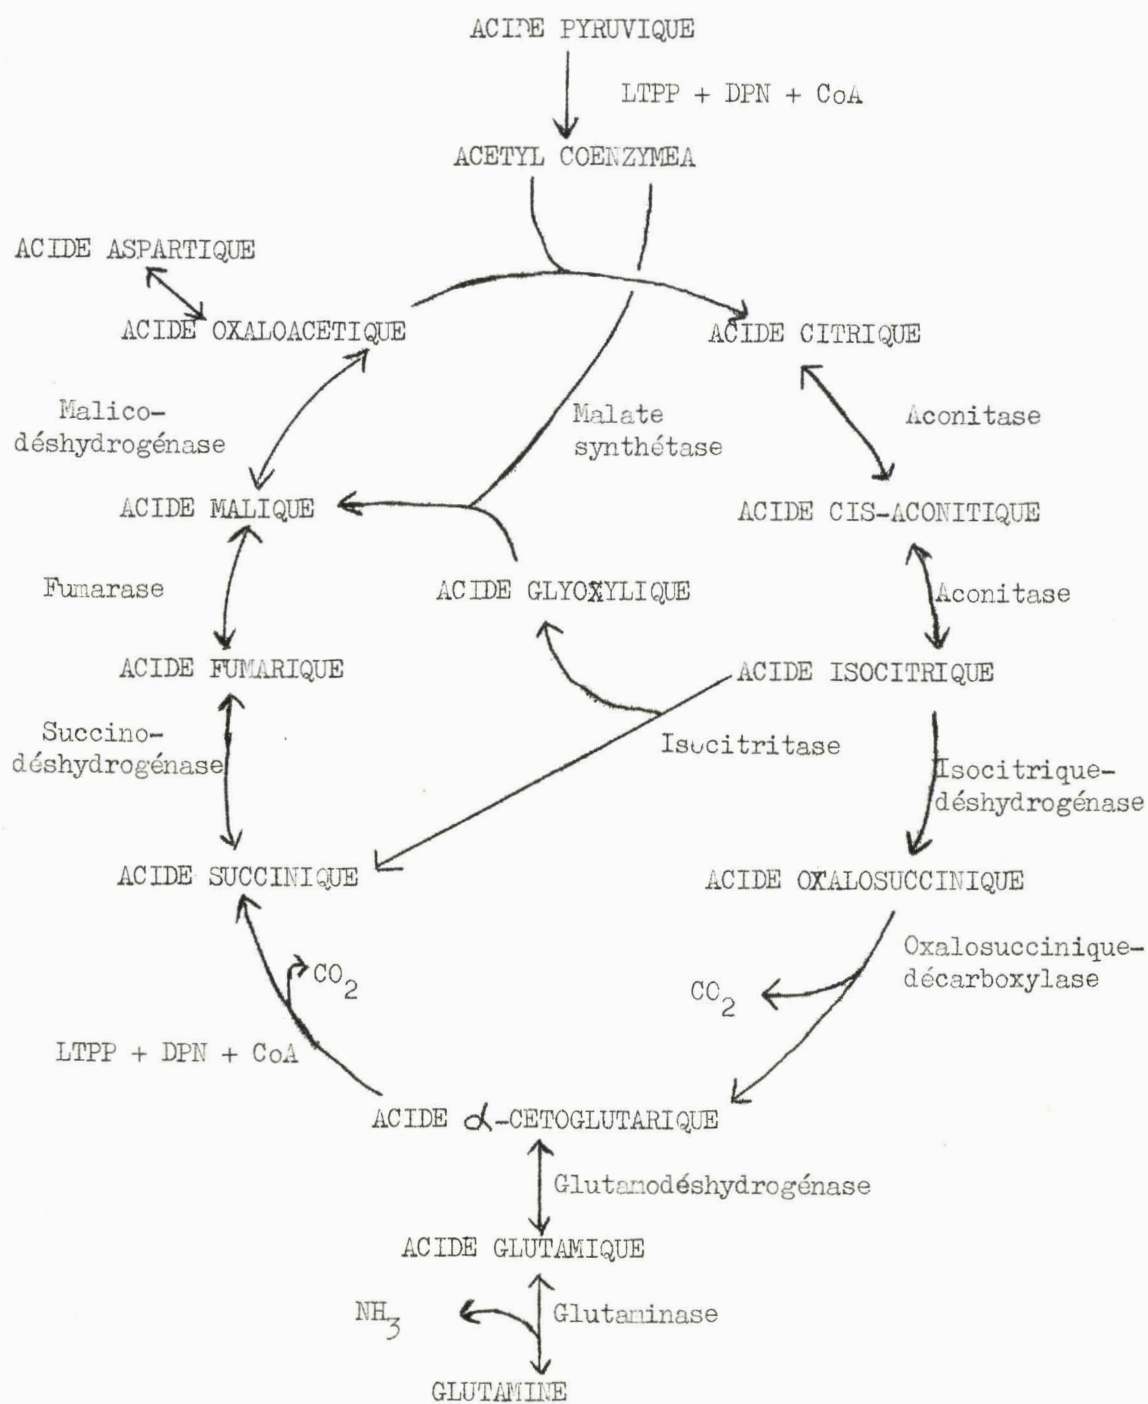 ACIDE PYRUVIQUE
LTPP + DPN + CoA
ACETYL COENZYMEA
ACIDE ASPARTIQUE
ACIDE OXALOACETIQUE
ACIDE CITRIQUE
Malico-
déshydrogénase
Malate
synthétase
Aconitase
ACIDE MALIQUE
ACIDE CIS-ACONITIQUE
Fumarase
ACIDE GLYOXYLIQUE
Aconitase
ACIDE FUMARIQUE
ACIDE ISOCITRIQUE
Succino-
déshydrogénase
Isocitritase
Isocitrique-
déshydrogénase
ACIDE SUCCINIQUE
ACIDE OXALOSUCCINIQUE
CO2
CO2
Oxalosuccinique-
décarboxylase
LTPP + DPN + CoA
ACIDE α-CETOGLUTARIQUE
Glutamodéshydrogénase
ACIDE GLUTAMIQUE
NH3
Glutaminase
GLUTAMINE